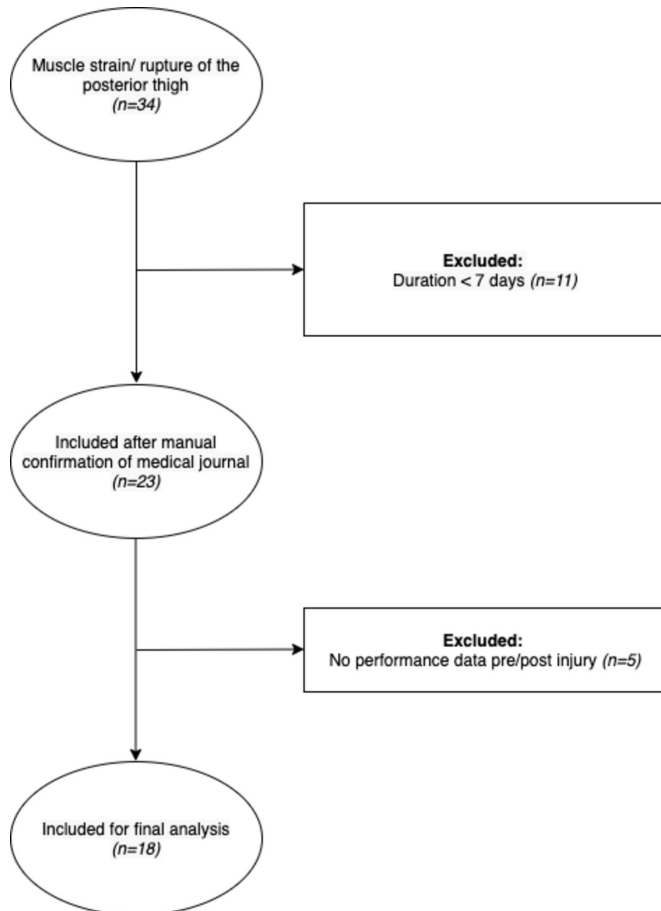 Muscle strain/ rupture of the
posterior thigh
(n=34)
Excluded:
Duration < 7 days (n=11)
Included after manual
confirmation of medical journal
(n=23)
Excluded:
No performance data pre/post injury (n=5)
Included for final analysis
(n=18)